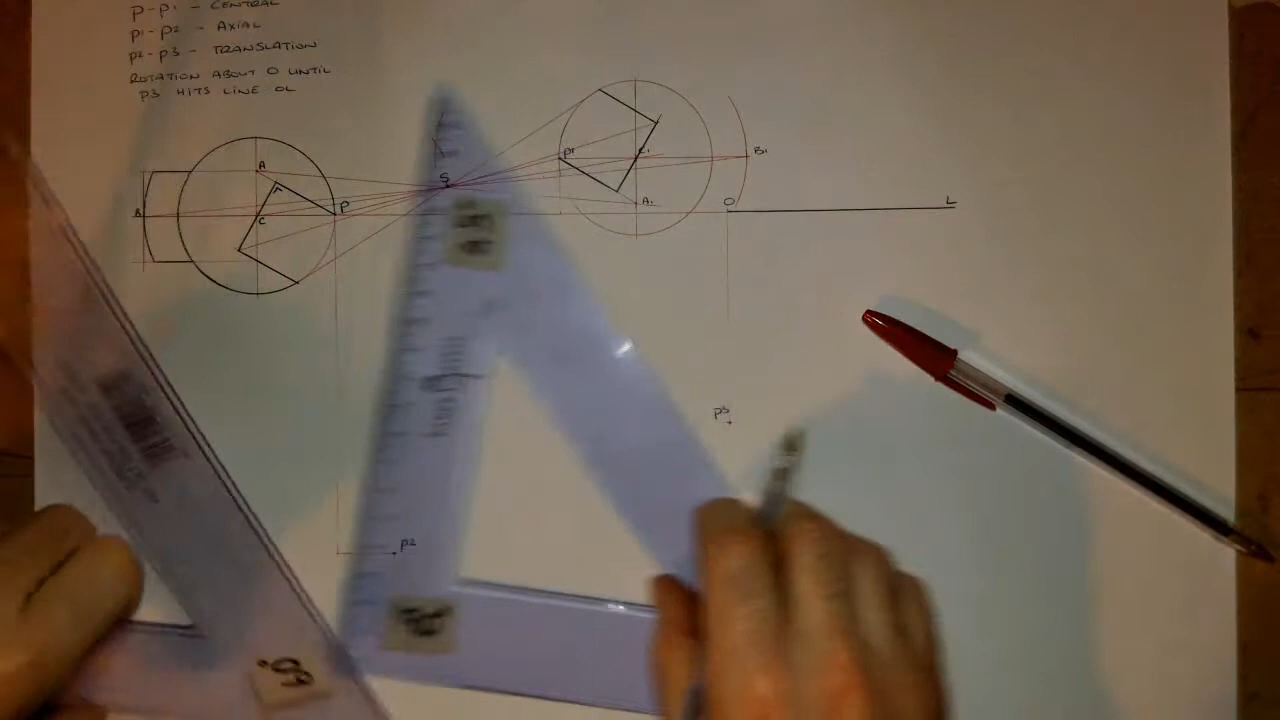 P-P1 - CENTRAL
P1-P2 - AXIAL
P2-P3 - TRANSLATION
ROTATION ABOUT O UNTIL
P3 HITS LINE OL
A
B
C
P
S
P1
C1
B1
A1
O
L
P3
P2
60°